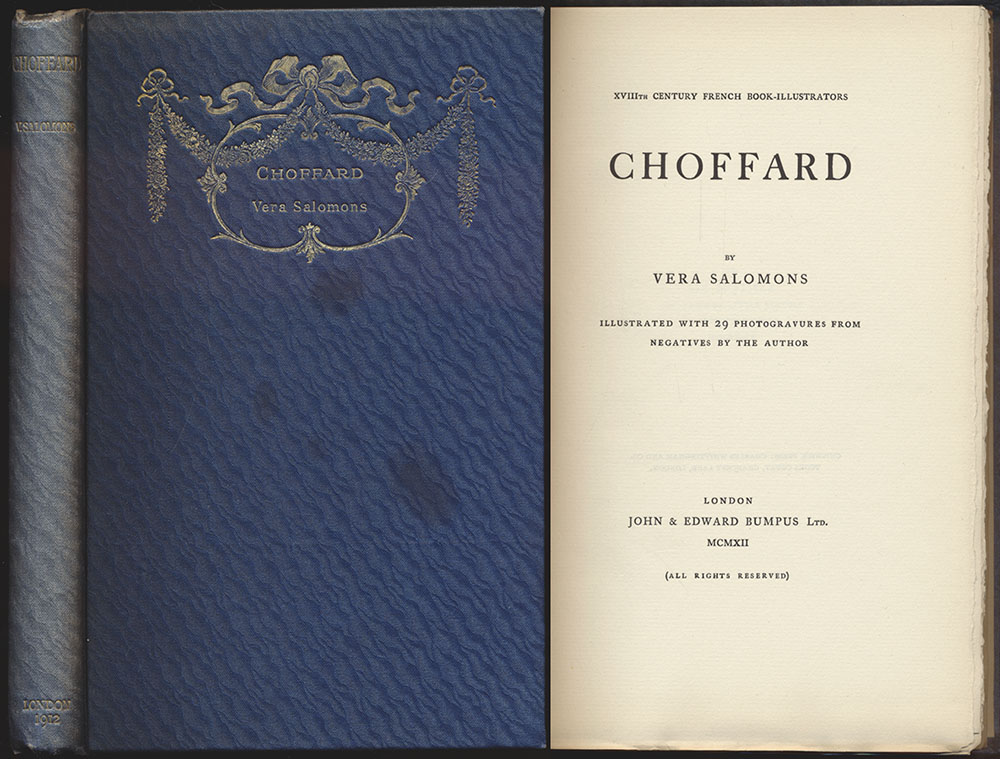 CHOFFARD
V. SALOMONS
LONDON
1912
CHOFFARD
Vera Salomons
XVIIITH CENTURY FRENCH BOOK-ILLUSTRATORS
CHOFFARD
BY
VERA SALOMONS
ILLUSTRATED WITH 29 PHOTOGRAVURES FROM
NEGATIVES BY THE AUTHOR
LONDON
JOHN & EDWARD BUMPUS LTD.
MCMXII
(ALL RIGHTS RESERVED)